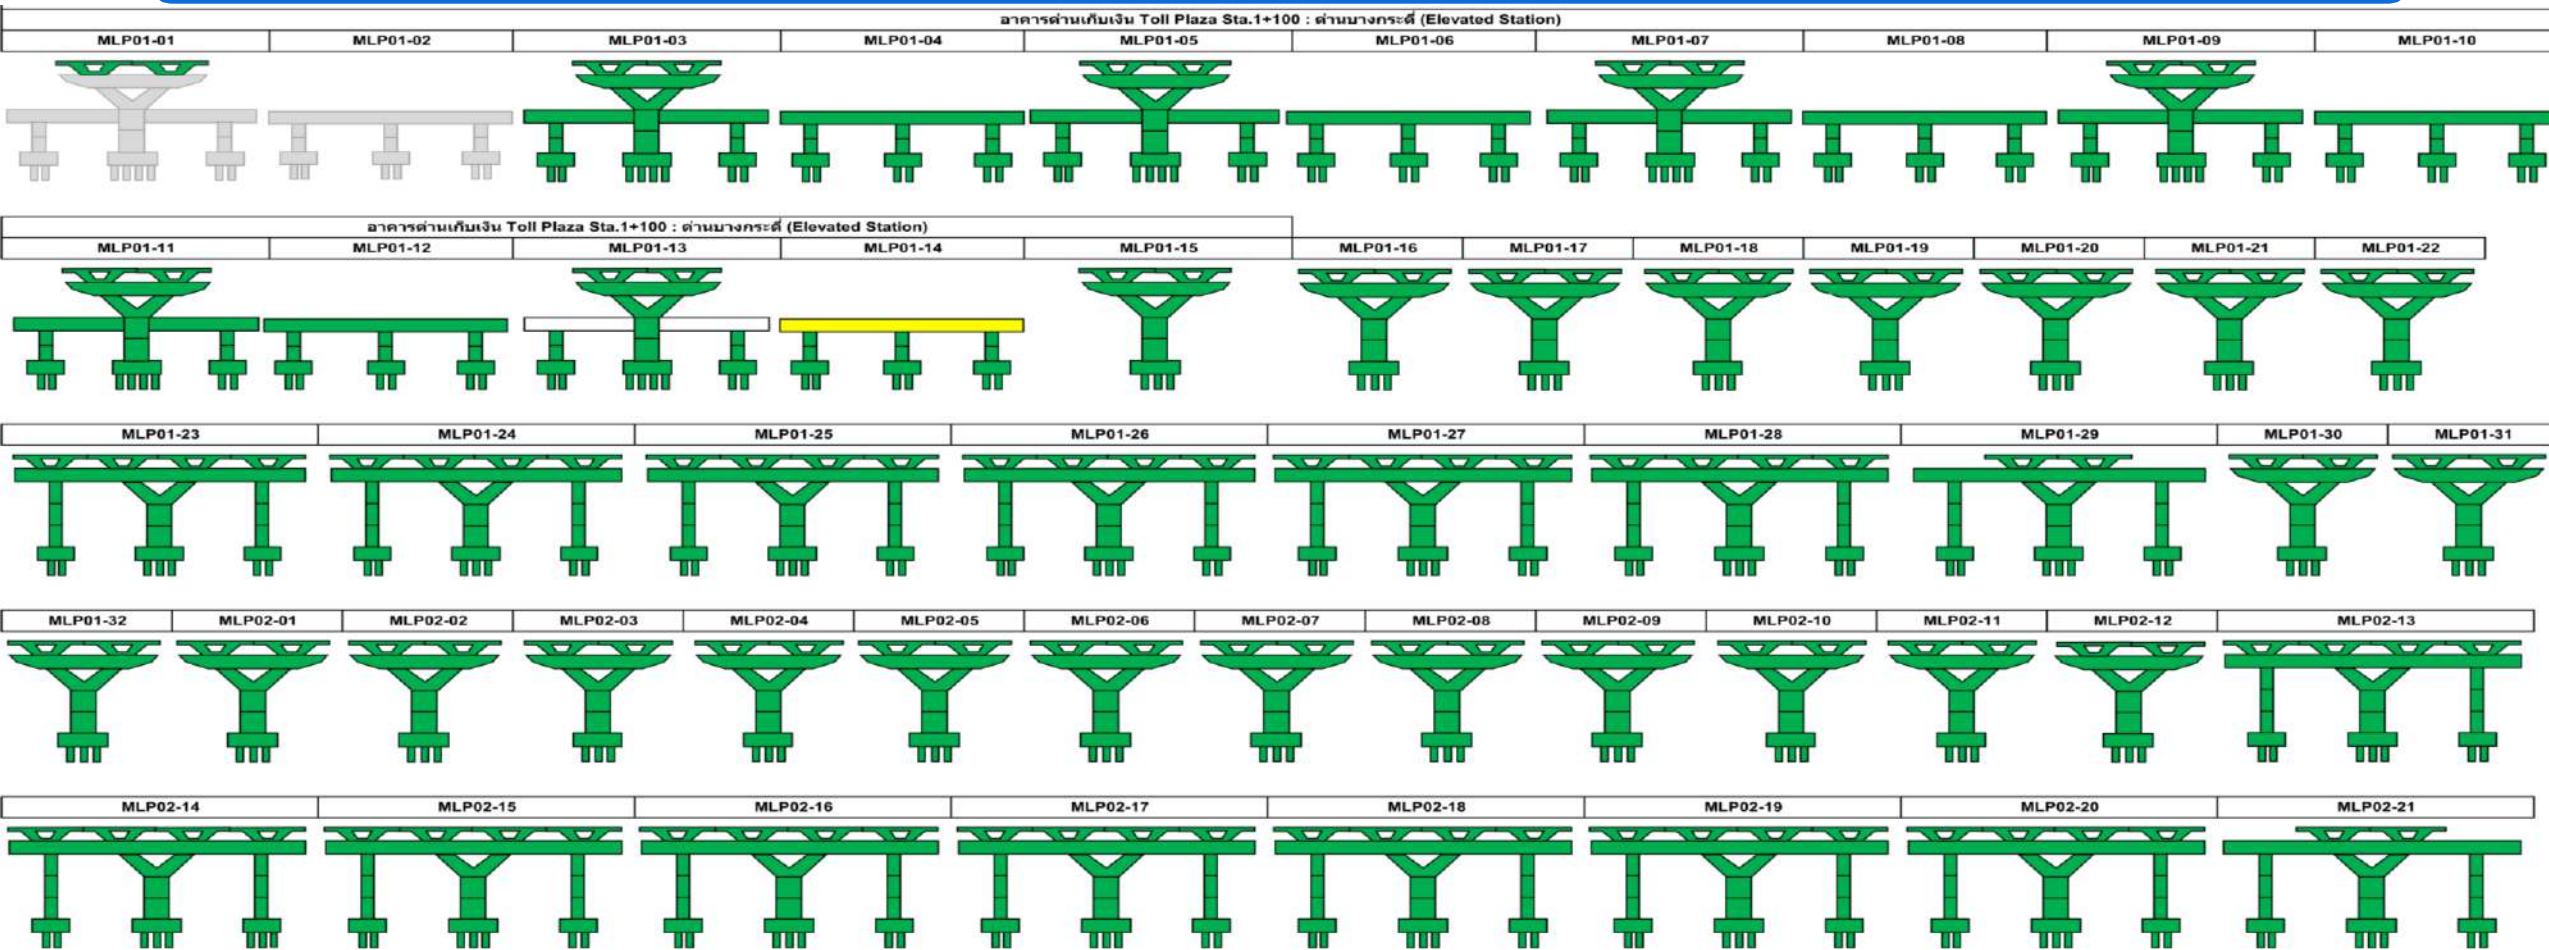 อาคารด่านเก็บเงิน Toll Plaza Sta.1+100 : ด่านบางกระดี่ (Elevated Station)
MLP01-01 MLP01-02 MLP01-03 MLP01-04 MLP01-05 MLP01-06 MLP01-07 MLP01-08 MLP01-09 MLP01-10
อาคารด่านเก็บเงิน Toll Plaza Sta.1+100 : ด่านบางกระดี่ (Elevated Station)
MLP01-11 MLP01-12 MLP01-13 MLP01-14 MLP01-15 MLP01-16 MLP01-17 MLP01-18 MLP01-19 MLP01-20 MLP01-21 MLP01-22
MLP01-23 MLP01-24 MLP01-25 MLP01-26 MLP01-27 MLP01-28 MLP01-29 MLP01-30 MLP01-31
MLP01-32 MLP02-01 MLP02-02 MLP02-03 MLP02-04 MLP02-05 MLP02-06 MLP02-07 MLP02-08 MLP02-09 MLP02-10 MLP02-11 MLP02-12 MLP02-13
MLP02-14 MLP02-15 MLP02-16 MLP02-17 MLP02-18 MLP02-19 MLP02-20 MLP02-21